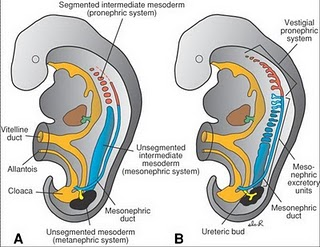 Segmented intermediate mesoderm
(pronephric system)
Vestigial
pronephric
system
Vitelline
duct
Allantois
Cloaca
Unsegmented
intermediate
mesoderm
(mesonephric system)
Mesonephric
duct
Unsegmented mesoderm
(metanephric system)
A
Meso-
nephric
excretory
units
Mesonephric
duct
Ureteric bud
B